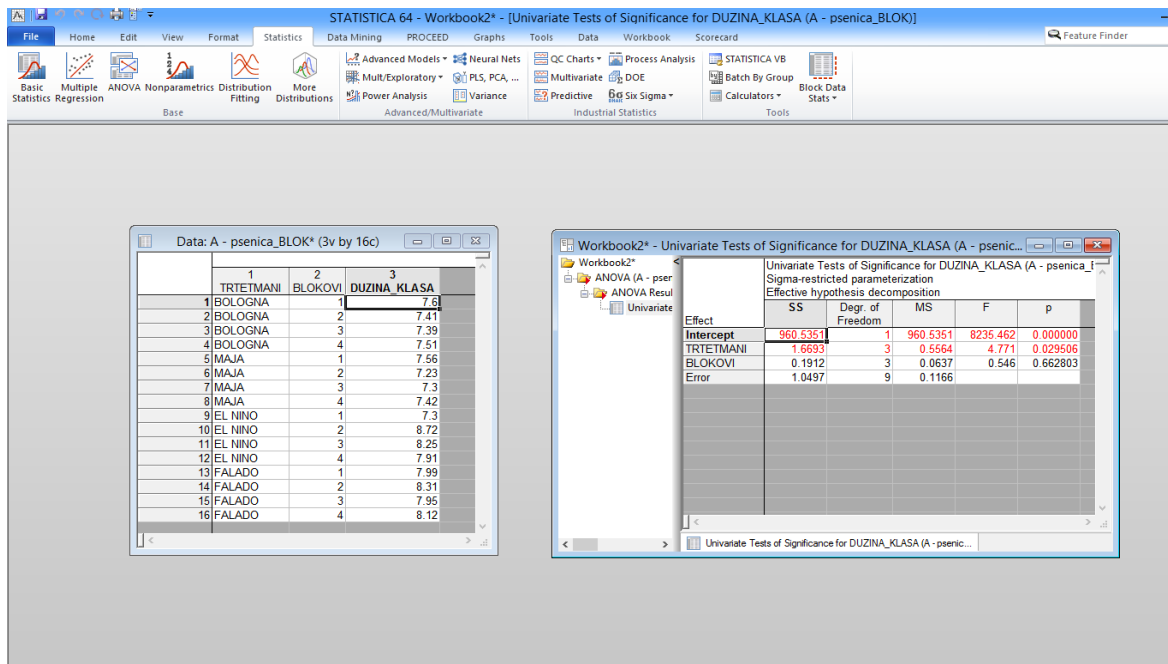 STATISTICA 64 - Workbook2* - [Univariate Tests of Significance for DUZINA_KLASA (A - psenica_BLOK)]
File Home Edit View Format Statistics Data Mining PROCEED Graphs Tools Data Workbook Scorecard Feature Finder
Basic Statistics
Multiple Regression
ANOVA
Nonparametrics
Distribution Fitting
More Distributions
Base
Advanced Models
Neural Nets
Mult/Exploratory
PLS, PCA, ...
Power Analysis
Variance
Advanced/Multivariate
QC Charts
Process Analysis
Multivariate
DOE
Predictive
Six Sigma
Industrial Statistics
STATISTICA VB
Batch By Group
Calculators
Block Data Stats
Tools
Data: A - psenica_BLOK* (3v by 16c)
1 2 3
TRTETMANI BLOKOVI DUZINA_KLASA
1 BOLOGNA 1 7.6
2 BOLOGNA 2 7.41
3 BOLOGNA 3 7.39
4 BOLOGNA 4 7.51
5 MAJA 1 7.56
6 MAJA 2 7.23
7 MAJA 3 7.3
8 MAJA 4 7.42
9 EL NINO 1 7.3
10 EL NINO 2 8.72
11 EL NINO 3 8.25
12 EL NINO 4 7.91
13 FALADO 1 7.99
14 FALADO 2 8.31
15 FALADO 3 7.95
16 FALADO 4 8.12
Workbook2* - Univariate Tests of Significance for DUZINA_KLASA (A - psenic...
Workbook2*
ANOVA (A - pser
ANOVA Resul
Univariate
Univariate Tests of Significance for DUZINA_KLASA (A - psenica_
Sigma-restricted parameterization
Effective hypothesis decomposition
Effect SS Degr. of Freedom MS F p
Intercept 960.5351 1 960.5351 8235.462 0.000000
TRTETMANI 1.6693 3 0.5564 4.771 0.029506
BLOKOVI 0.1912 3 0.0637 0.546 0.662803
Error 1.0497 9 0.1166
Univariate Tests of Significance for DUZINA_KLASA (A - psenic...